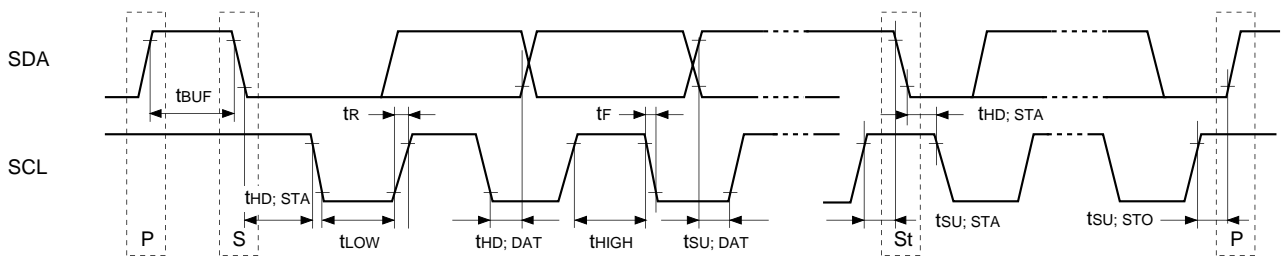 SDA
tBUF
tR
tF
tHD; STA
SCL
tHD; STA
tLOW
tHD; DAT
tHIGH
tSU; DAT
tSU; STA
tSU; STO
P
S
St
P